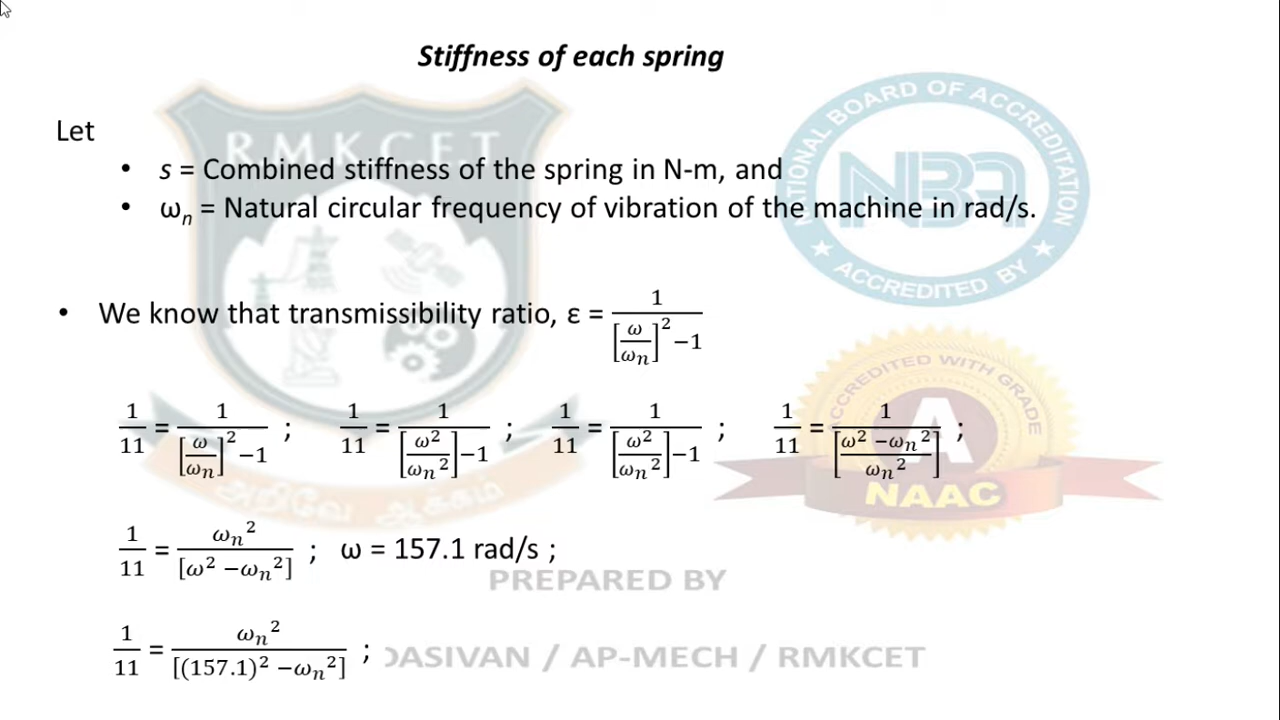 Stiffness of each spring
RMKCET
NATIONAL BOARD OF ACCREDITATION
NBA
ACCREDITED BY
Let
• s = Combined stiffness of the spring in N-m, and
• ωₙ = Natural circular frequency of vibration of the machine in rad/s.
• We know that transmissibility ratio, ε = 1/([ω/ωₙ]² −1)
ACCREDITED WITH GRADE
A
NAAC
அறிவே ஆக்கம்
1/11 = 1/([ω/ωₙ]² −1) ; 1/11 = 1/([ω²/ωₙ²]−1) ; 1/11 = 1/([ω²/ωₙ²]−1) ; 1/11 = 1/[(ω² −ωₙ²)/ωₙ²] ;
1/11 = ωₙ²/[ω² −ωₙ²] ; ω = 157.1 rad/s ;
PREPARED BY
1/11 = ωₙ²/[(157.1)² −ωₙ²] ;
DASIVAN / AP-MECH / RMKCET